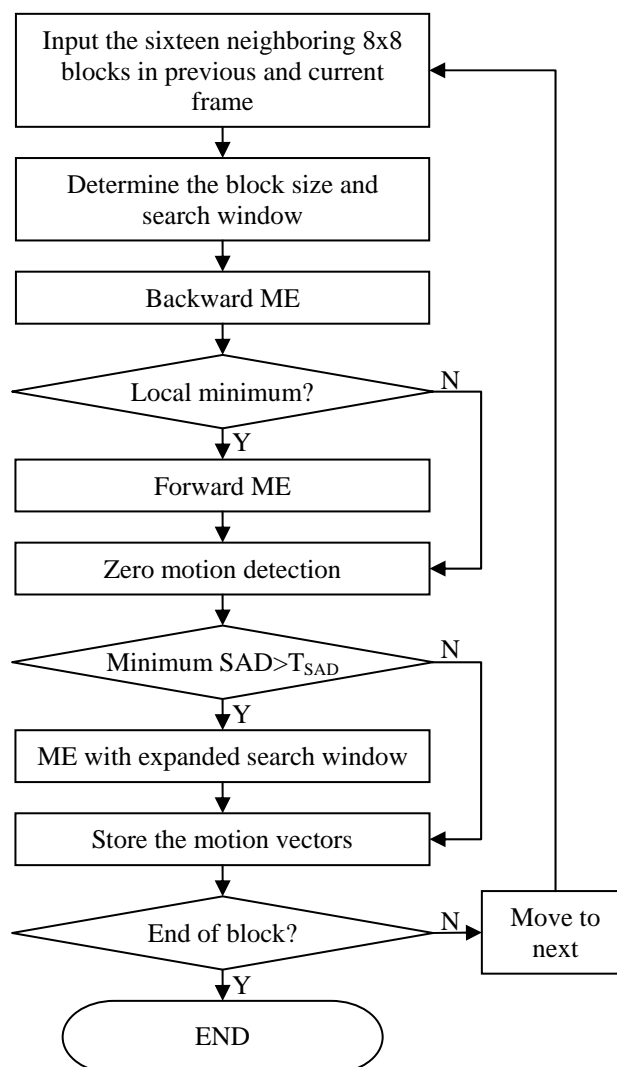 Input the sixteen neighboring 8x8
blocks in previous and current
frame
Determine the block size and
search window
Backward ME
Local minimum?
N
Y
Forward ME
Zero motion detection
Minimum SAD>T_SAD
N
Y
ME with expanded search window
Store the motion vectors
End of block?
N
Move to
next
Y
END